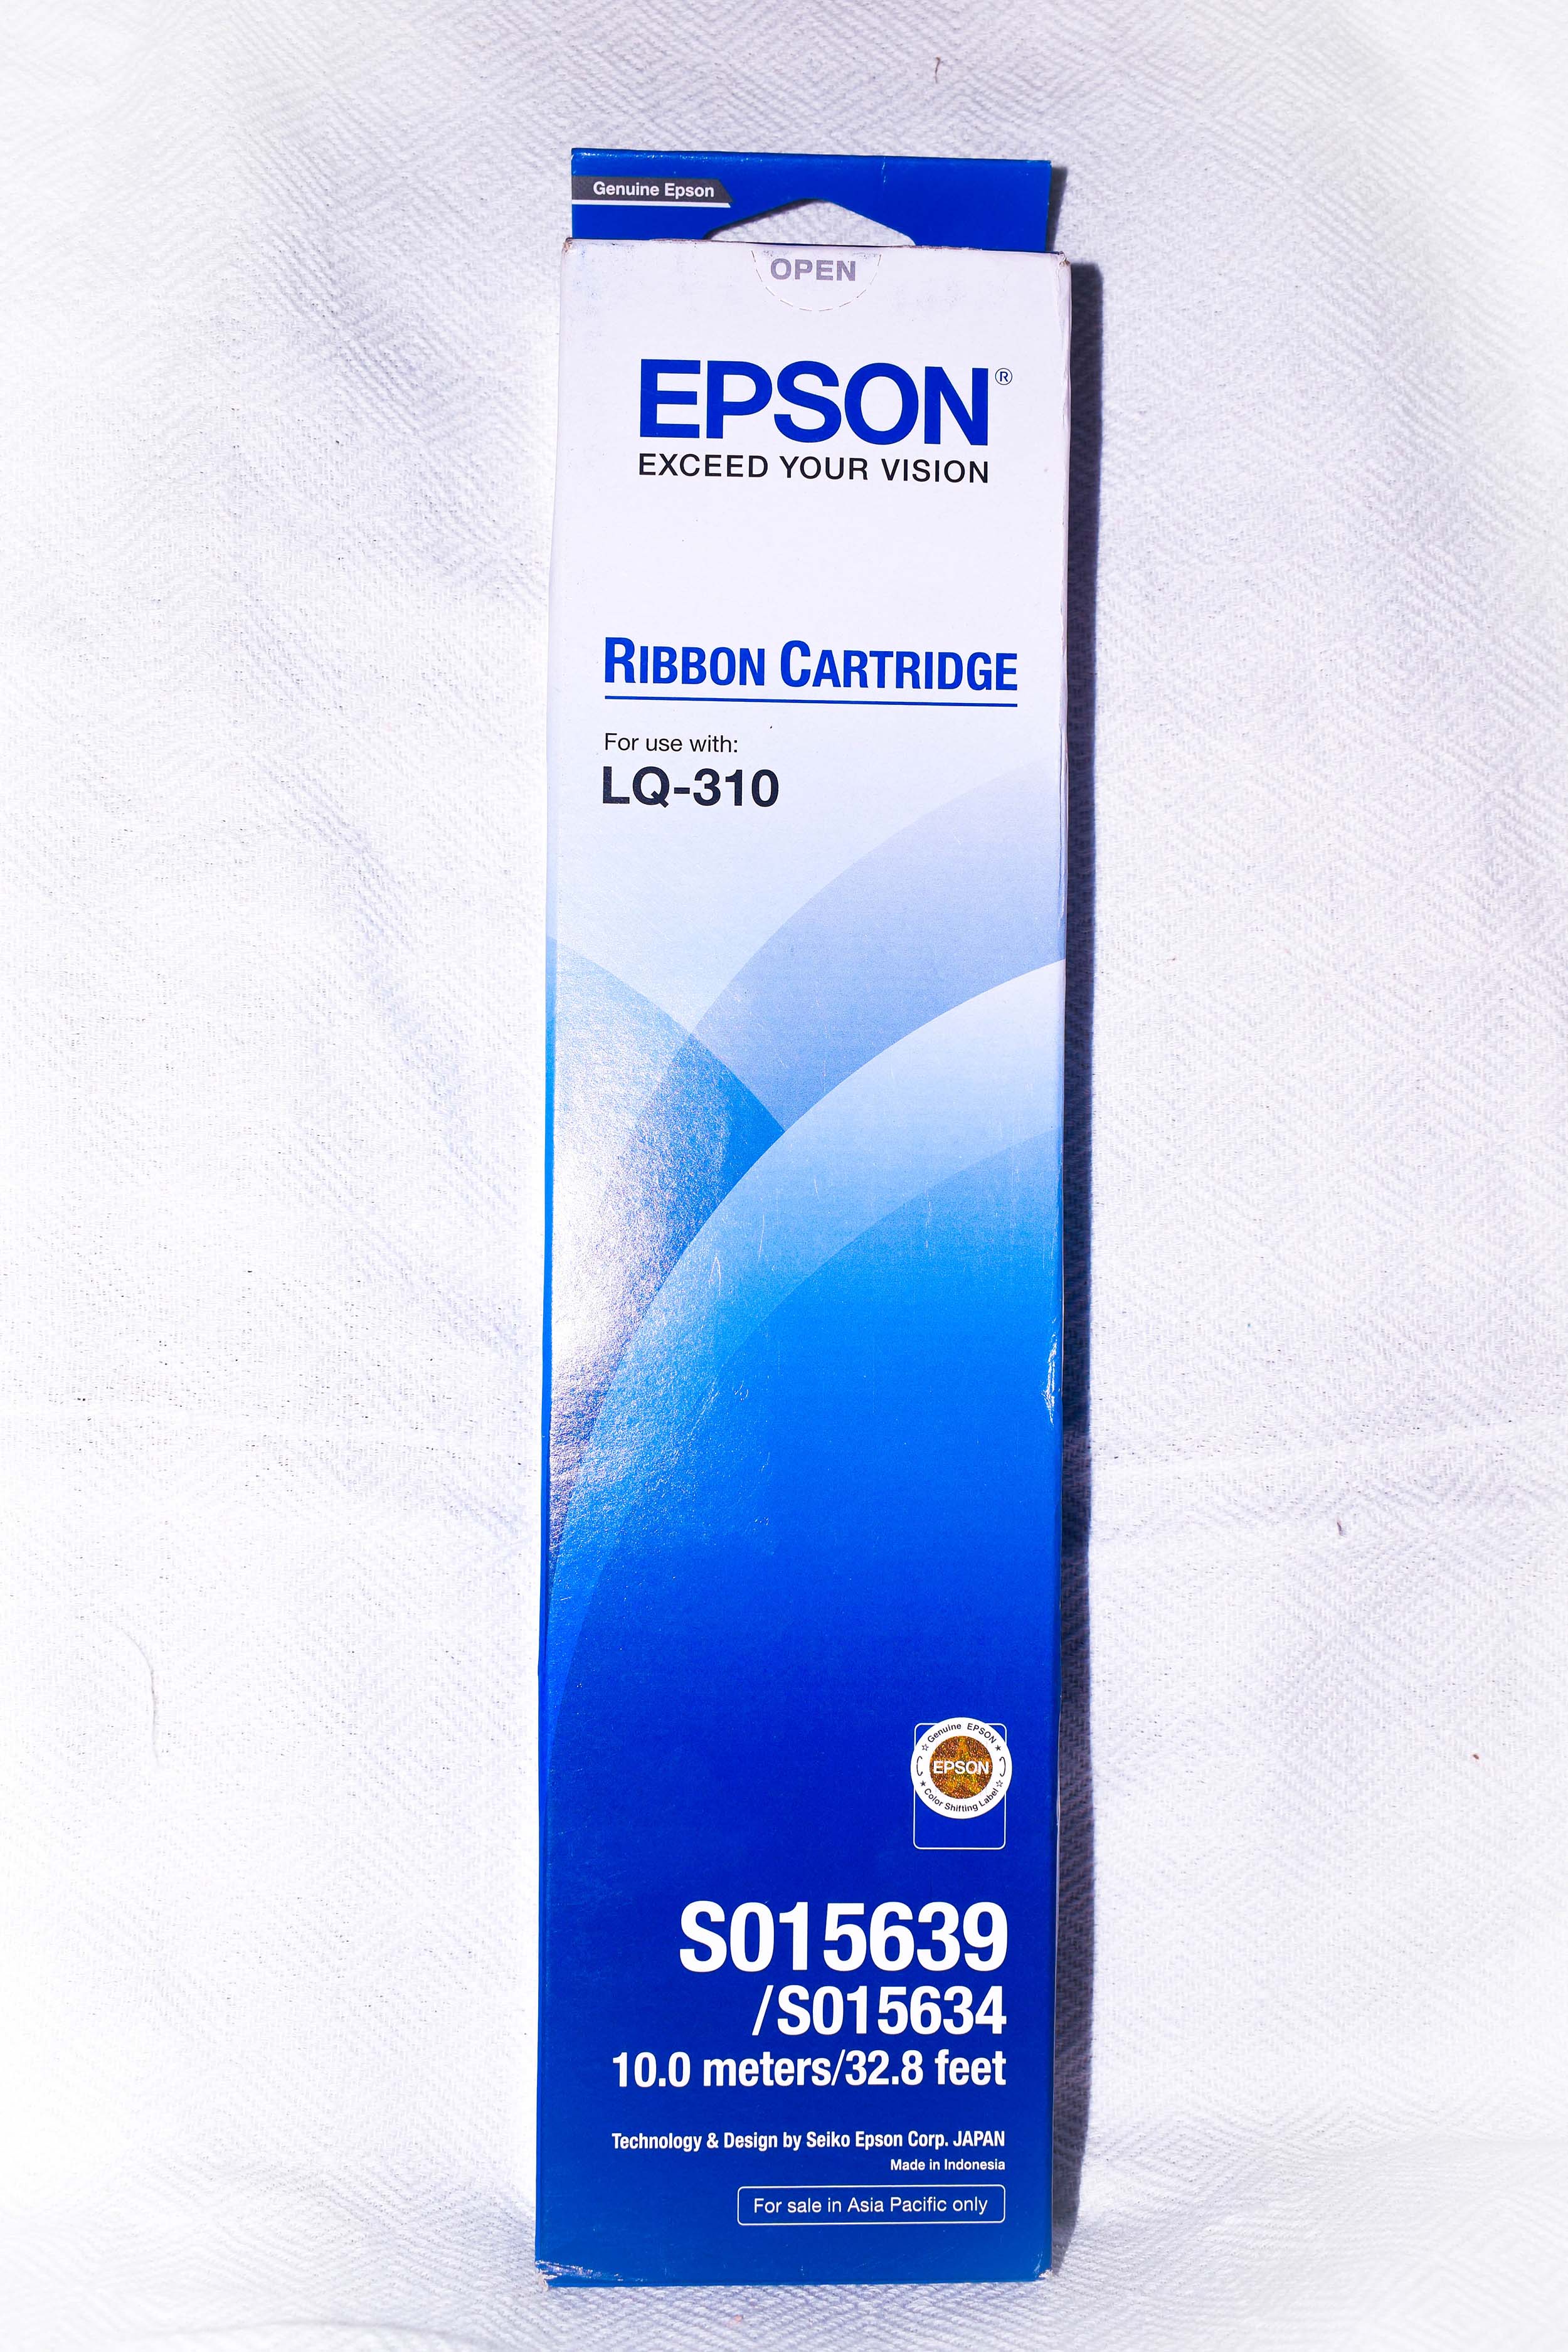 Genuine Epson
OPEN
EPSON®
EXCEED YOUR VISION
RIBBON CARTRIDGE
For use with:
LQ-310
Genuine EPSON
EPSON
Color Shifting Label
S015639
/S015634
10.0 meters/32.8 feet
Technology & Design by Seiko Epson Corp. JAPAN
Made in Indonesia
For sale in Asia Pacific only